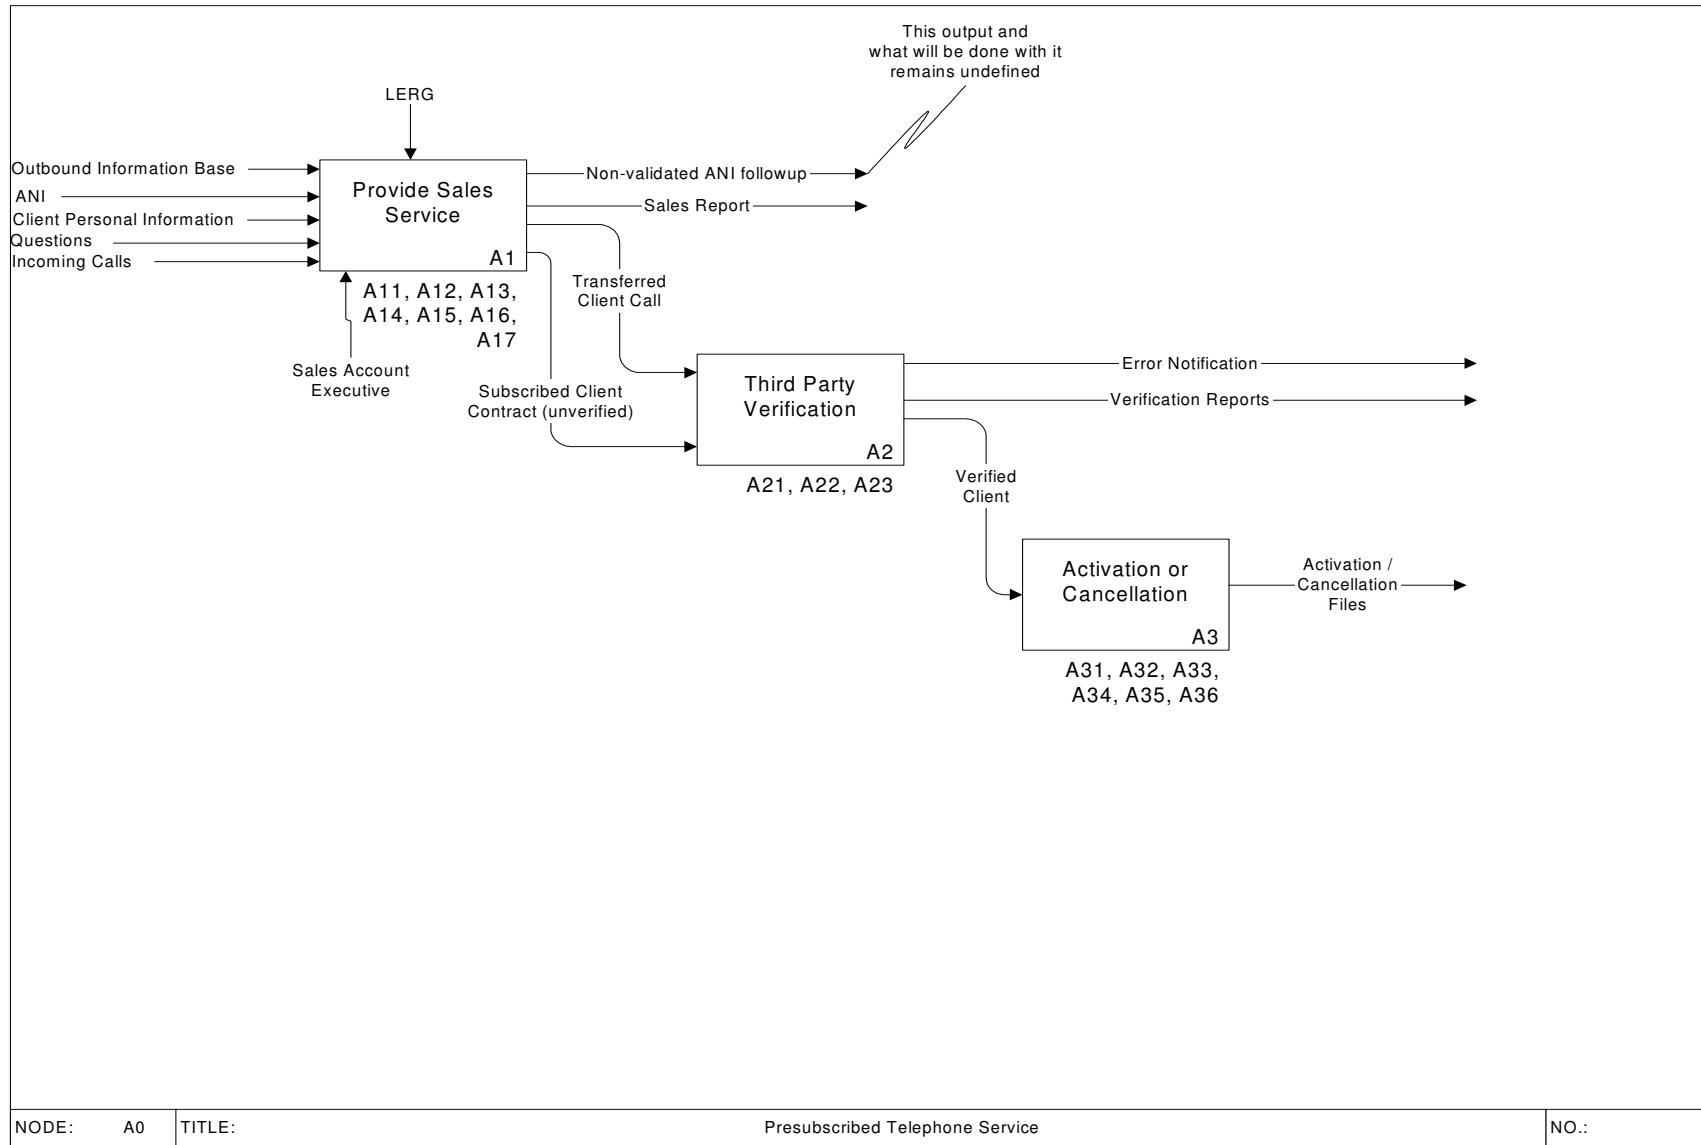 This output and
what will be done with it
remains undefined
LERG
Outbound Information Base
ANI
Client Personal Information
Questions
Incoming Calls
Provide Sales
Service
A1
Non-validated ANI followup
Sales Report
A11, A12, A13,
A14, A15, A16,
A17
Transferred
Client Call
Sales Account
Executive
Subscribed Client
Contract (unverified)
Third Party
Verification
A2
Error Notification
Verification Reports
A21, A22, A23
Verified
Client
Activation or
Cancellation
A3
Activation /
Cancellation
Files
A31, A32, A33,
A34, A35, A36
NODE: A0 TITLE: Presubscribed Telephone Service NO.: